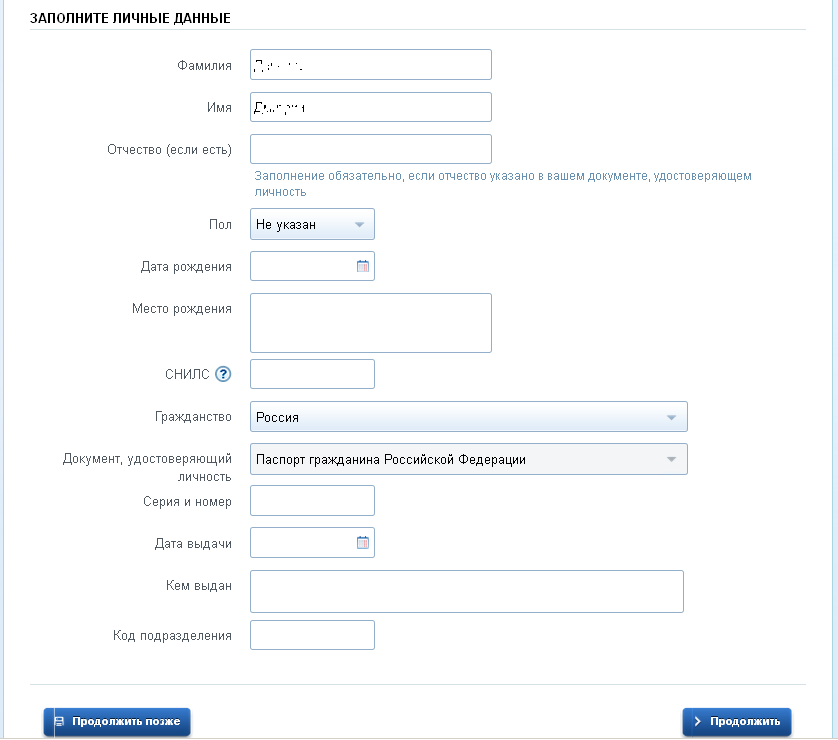 ЗАПОЛНИТЕ ЛИЧНЫЕ ДАННЫЕ
Фамилия
Имя
Отчество (если есть)
Заполнение обязательно, если отчество указано в вашем документе, удостоверяющем
личность
Пол Не указан
Дата рождения
Место рождения
СНИЛС ?
Гражданство Россия
Документ, удостоверяющий
личность
Паспорт гражданина Российской Федерации
Серия и номер
Дата выдачи
Кем выдан
Код подразделения
Продолжить позже Продолжить